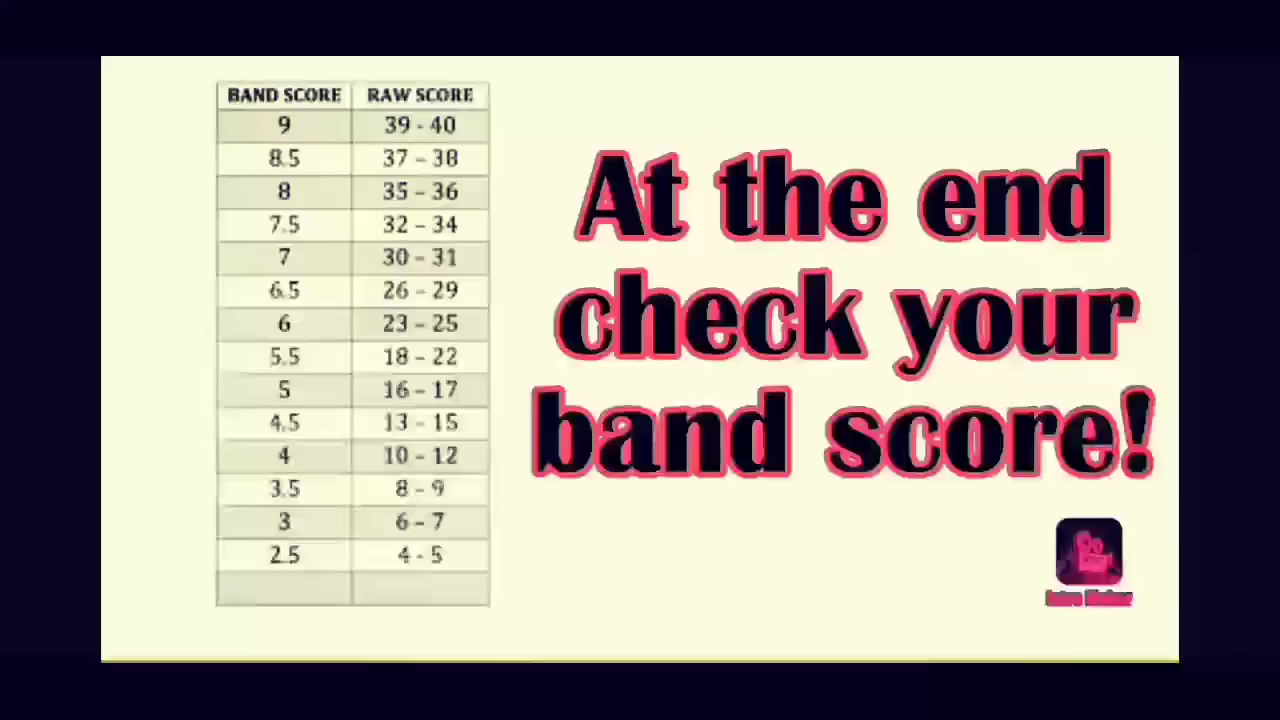 BAND SCORE RAW SCORE
9 39 - 40
8.5 37 - 38
8 35 - 36
7.5 32 - 34
7 30 - 31
6.5 26 - 29
6 23 - 25
5.5 18 - 22
5 16 - 17
4.5 13 - 15
4 10 - 12
3.5 8 - 9
3 6 - 7
2.5 4 - 5
At the end
check your
band score!